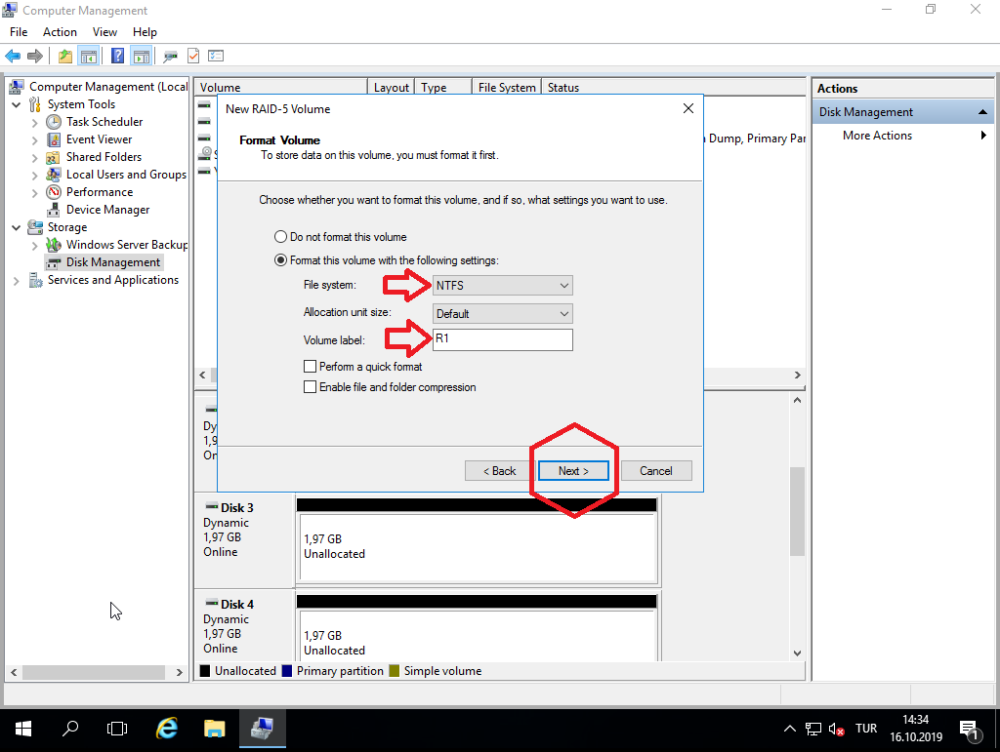 Computer Management
File Action View Help
Computer Management (Local
System Tools
Task Scheduler
Event Viewer
Shared Folders
Local Users and Groups
Performance
Device Manager
Storage
Windows Server Backup
Disk Management
Services and Applications
Volume Layout Type File System Status
n Dump, Primary Par
New RAID-5 Volume
Format Volume
To store data on this volume, you must format it first.
Choose whether you want to format this volume, and if so, what settings you want to use.
Do not format this volume
Format this volume with the following settings:
File system: NTFS
Allocation unit size: Default
Volume label: R1
Perform a quick format
Enable file and folder compression
< Back Next > Cancel
Dy
1,9
On
Disk 3
Dynamic
1,97 GB
Online
1,97 GB
Unallocated
Disk 4
Dynamic
1,97 GB
Online
1,97 GB
Unallocated
Unallocated Primary partition Simple volume
Actions
Disk Management
More Actions
TUR
14:34
16.10.2019
1